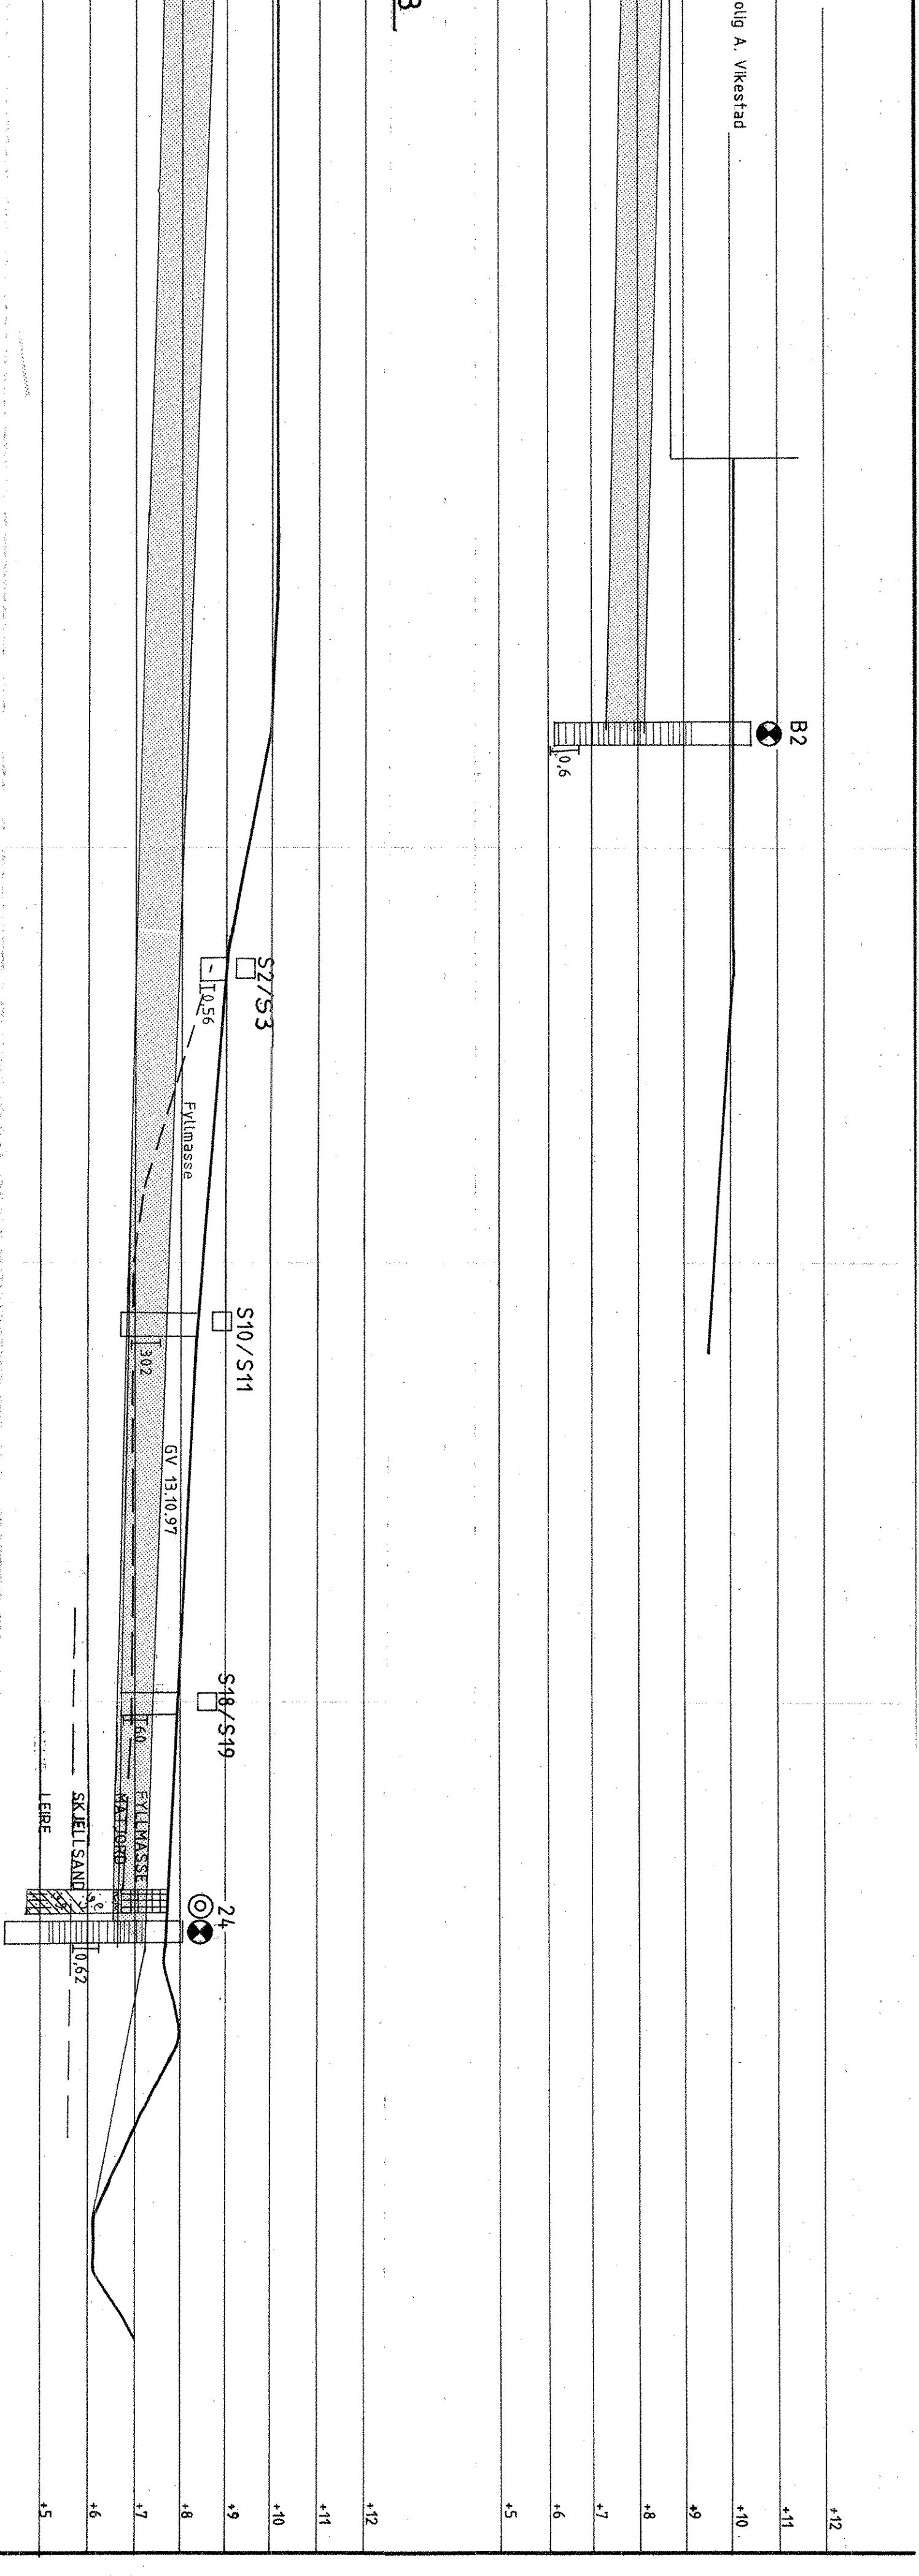 olig A. Vikestad
B2
0,6
+12
+11
+10
+9
+8
+7
+6
+5
S2/S3
0,56
Fyllmasse
S10/S11
302
GV 13.10.97
S18/S19
60
FYLLMASSE
MATJORD
SKJELLSAND
LEIRE
24
0,62
+12
+11
+10
+9
+8
+7
+6
+5